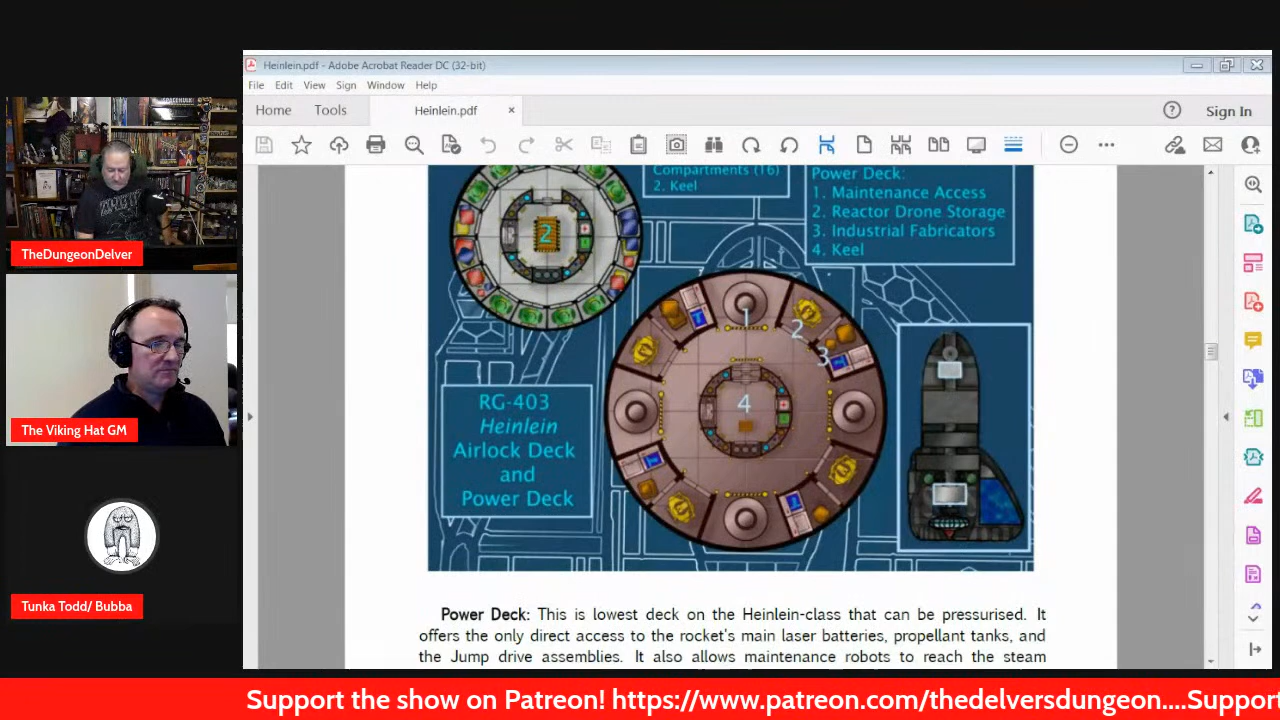 Heinlein.pdf - Adobe Acrobat Reader DC (32-bit)
File Edit View Sign Window Help
Home Tools Heinlein.pdf × Sign In
Compartments (16)
2. Keel
Power Deck:
1. Maintenance Access
2. Reactor Drone Storage
3. Industrial Fabricators
4. Keel
2
1
2
3
4
RG-403
Heinlein
Airlock Deck
and
Power Deck
Power Deck: This is lowest deck on the Heinlein-class that can be pressurised. It
offers the only direct access to the rocket's main laser batteries, propellant tanks, and
the Jump drive assemblies. It also allows maintenance robots to reach the steam
TheDungeonDelver
The Viking Hat GM
Tunka Todd/ Bubba
Support the show on Patreon! https://www.patreon.com/thedelversdungeon....Support